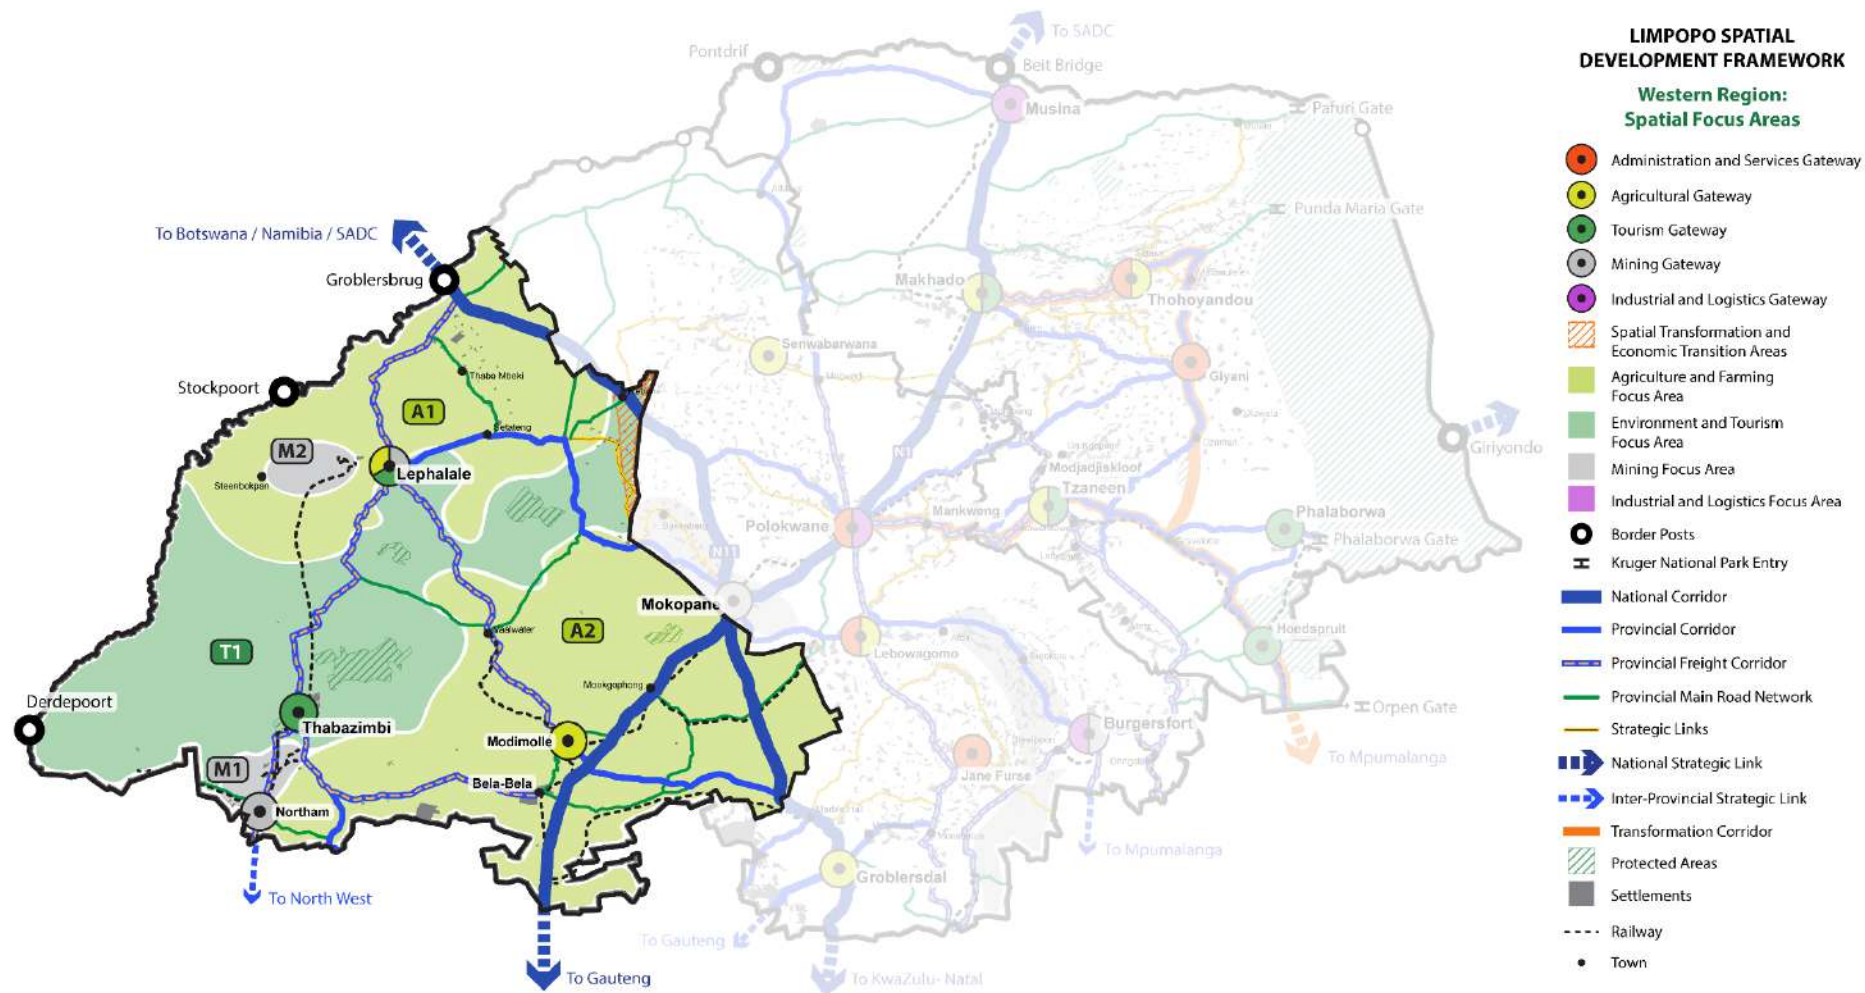 LIMPOPO SPATIAL
DEVELOPMENT FRAMEWORK
Western Region:
Spatial Focus Areas
Administration and Services Gateway
Agricultural Gateway
Tourism Gateway
Mining Gateway
Industrial and Logistics Gateway
Spatial Transformation and
Economic Transition Areas
Agriculture and Farming
Focus Area
Environment and Tourism
Focus Area
Mining Focus Area
Industrial and Logistics Focus Area
Border Posts
Kruger National Park Entry
National Corridor
Provincial Corridor
Provincial Freight Corridor
Provincial Main Road Network
Strategic Links
National Strategic Link
Inter-Provincial Strategic Link
Transformation Corridor
Protected Areas
Settlements
Railway
Town
To SADC
Pontdrif
Beit Bridge
Musina
Pafuri Gate
Punda Maria Gate
To Botswana / Namibia / SADC
Groblersbrug
Makhado
Thohoyandou
Senwabarwana
Giyani
Stockpoort
Thabo Mbeki
A1
Setateng
M2
Lephalale
Steenbokpan
N1
Modjadjiskloof
Tzaneen
Giriyondo
Polokwane
Mankweng
Phalaborwa
Phalaborwa Gate
N11
Mokopane
A2
Vaalwater
T1
Lebowagomo
Hoedspruit
Mookgophong
Derdepoort
Thabazimbi
Modimolle
Burgersfort
Orpen Gate
To Mpumalanga
M1
Bela-Bela
Jane Furse
Northam
To Mpumalanga
Groblersdal
To North West
To Gauteng
To Gauteng
To KwaZulu- Natal